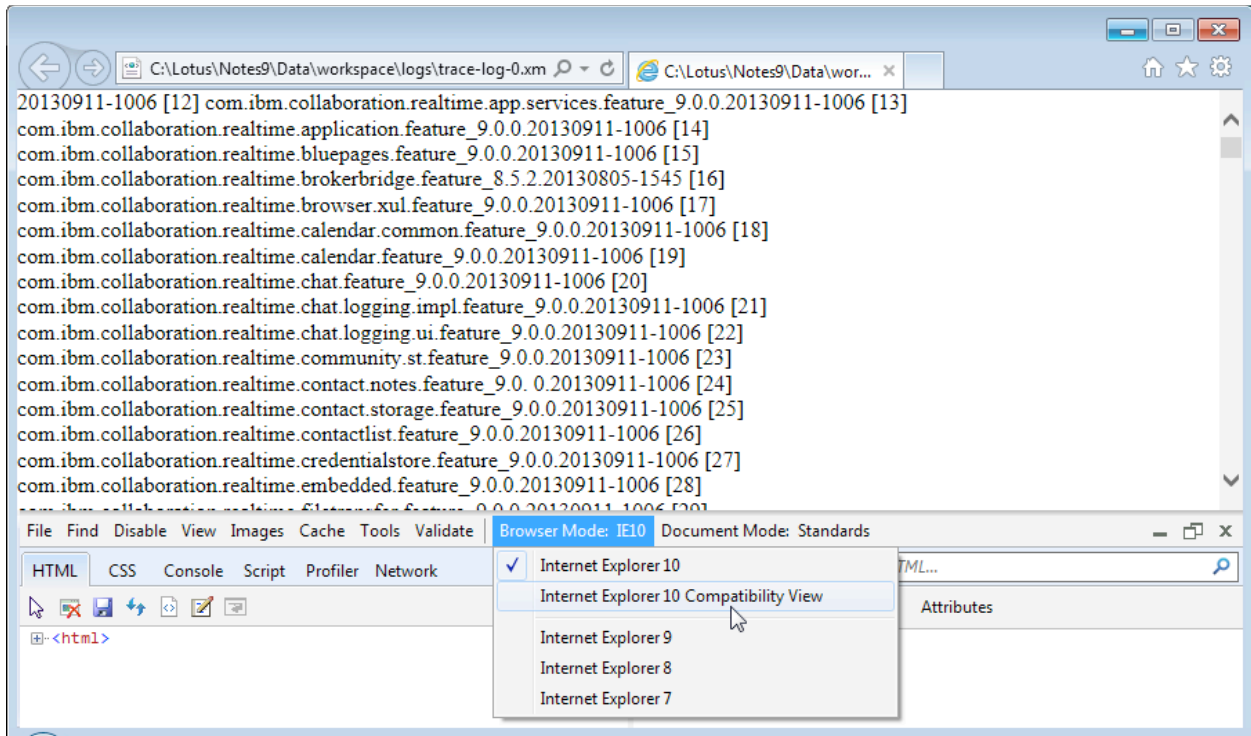 C:\Lotus\Notes9\Data\workspace\logs\trace-log-0.xm C:\Lotus\Notes9\Data\wor...
20130911-1006 [12] com.ibm.collaboration.realtime.app.services.feature_9.0.0.20130911-1006 [13]
com.ibm.collaboration.realtime.application.feature_9.0.0.20130911-1006 [14]
com.ibm.collaboration.realtime.bluepages.feature_9.0.0.20130911-1006 [15]
com.ibm.collaboration.realtime.brokerbridge.feature_8.5.2.20130805-1545 [16]
com.ibm.collaboration.realtime.browser.xul.feature_9.0.0.20130911-1006 [17]
com.ibm.collaboration.realtime.calendar.common.feature_9.0.0.20130911-1006 [18]
com.ibm.collaboration.realtime.calendar.feature_9.0.0.20130911-1006 [19]
com.ibm.collaboration.realtime.chat.feature_9.0.0.20130911-1006 [20]
com.ibm.collaboration.realtime.chat.logging.impl.feature_9.0.0.20130911-1006 [21]
com.ibm.collaboration.realtime.chat.logging.ui.feature_9.0.0.20130911-1006 [22]
com.ibm.collaboration.realtime.community.st.feature_9.0.0.20130911-1006 [23]
com.ibm.collaboration.realtime.contact.notes.feature_9.0. 0.20130911-1006 [24]
com.ibm.collaboration.realtime.contact.storage.feature_9.0.0.20130911-1006 [25]
com.ibm.collaboration.realtime.contactlist.feature_9.0.0.20130911-1006 [26]
com.ibm.collaboration.realtime.credentialstore.feature_9.0.0.20130911-1006 [27]
com.ibm.collaboration.realtime.embedded.feature_9.0.0.20130911-1006 [28]
File Find Disable View Images Cache Tools Validate Browser Mode: IE10 Document Mode: Standards
HTML CSS Console Script Profiler Network
TML...
Internet Explorer 10
Internet Explorer 10 Compatibility View
Attributes
<html>
Internet Explorer 9
Internet Explorer 8
Internet Explorer 7